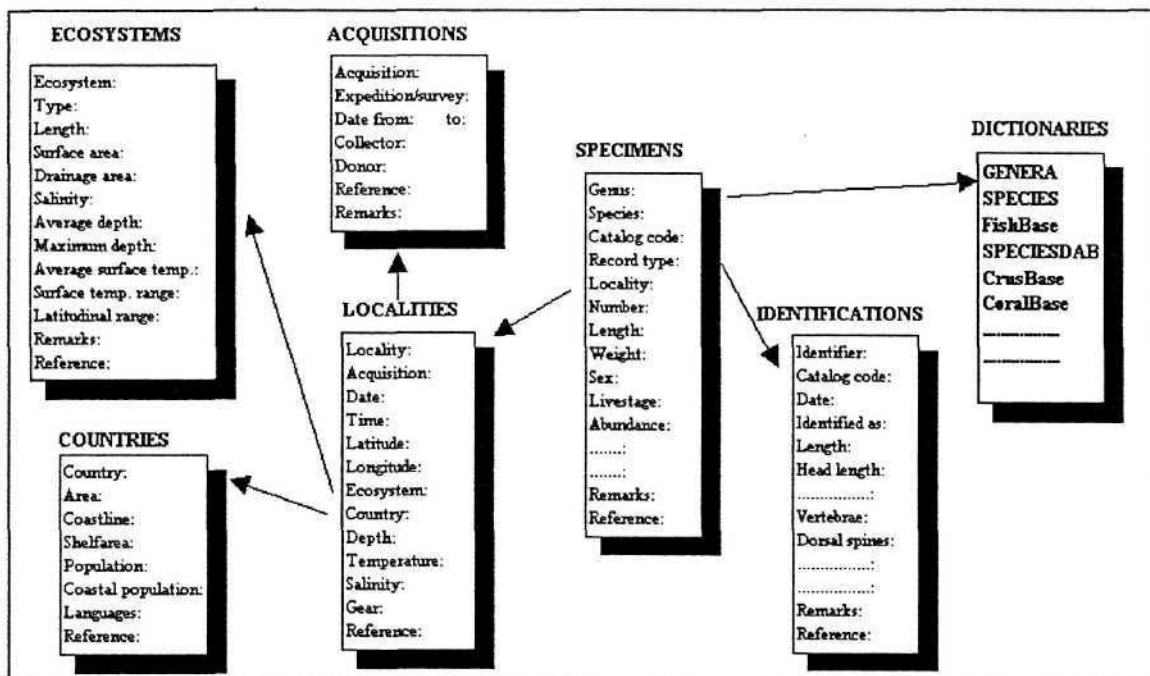 ECOSYSTEMS
Ecosystem:
Type:
Length:
Surface area:
Drainage area:
Salinity:
Average depth:
Maximum depth:
Average surface temp.:
Surface temp. range:
Latitudinal range:
Remarks:
Reference:
ACQUISITIONS
Acquisition:
Expedition/survey:
Date from: to:
Collector:
Donor:
Reference:
Remarks:
COUNTRIES
Country:
Area:
Coastline:
Shelfarea:
Population:
Coastal population:
Languages:
Reference:
LOCALITIES
Locality:
Acquisition:
Date:
Time:
Latitude:
Longitude:
Ecosystem:
Country:
Depth:
Temperature:
Salinity:
Gear:
Reference:
SPECIMENS
Genus:
Species:
Catalog code:
Record type:
Locality:
Number:
Length:
Weight:
Sex:
Livestage:
Abundance:
.......:
.......:
Remarks:
Reference:
IDENTIFICATIONS
Identifier:
Catalog code:
Date:
Identified as:
Length:
Head length:
................:
Vertebrae:
Dorsal spines:
................:
................:
Remarks:
Reference:
DICTIONARIES
GENERA
SPECIES
FishBase
SPECIESDAB
CrusBase
CoralBase
................
................